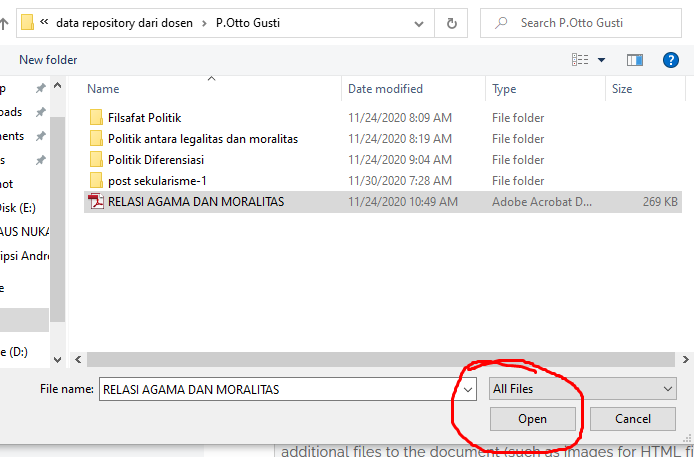 « data repository dari dosen › P.Otto Gusti
Search P.Otto Gusti
New folder
Name Date modified Type Size
Filsafat Politik 11/24/2020 8:09 AM File folder
Politik antara legalitas dan moralitas 11/24/2020 8:19 AM File folder
Politik Diferensiasi 11/24/2020 9:04 AM File folder
post sekularisme-1 11/30/2020 7:28 AM File folder
RELASI AGAMA DAN MORALITAS 11/24/2020 10:49 AM Adobe Acrobat D... 269 KB
p
oads
ments
s
not
Disk (E:)
AUS NUKA
ripsi Andre
e
e (D:)
File name: RELASI AGAMA DAN MORALITAS All Files
Open Cancel
additional files to the document (such as images for HTML fi